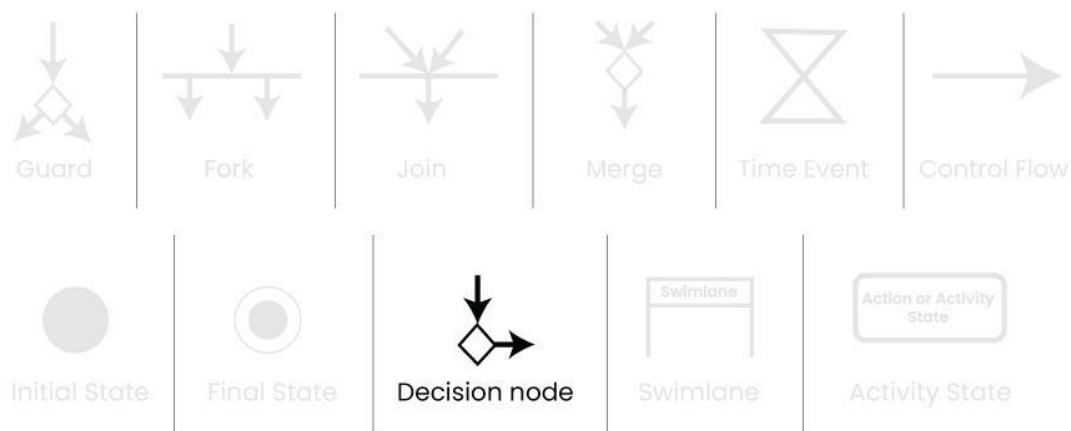 Guard
Fork
Join
Merge
Time Event
Control Flow
Swimlane
Action or Activity
State
Initial State
Final State
Decision node
Swimlane
Activity State